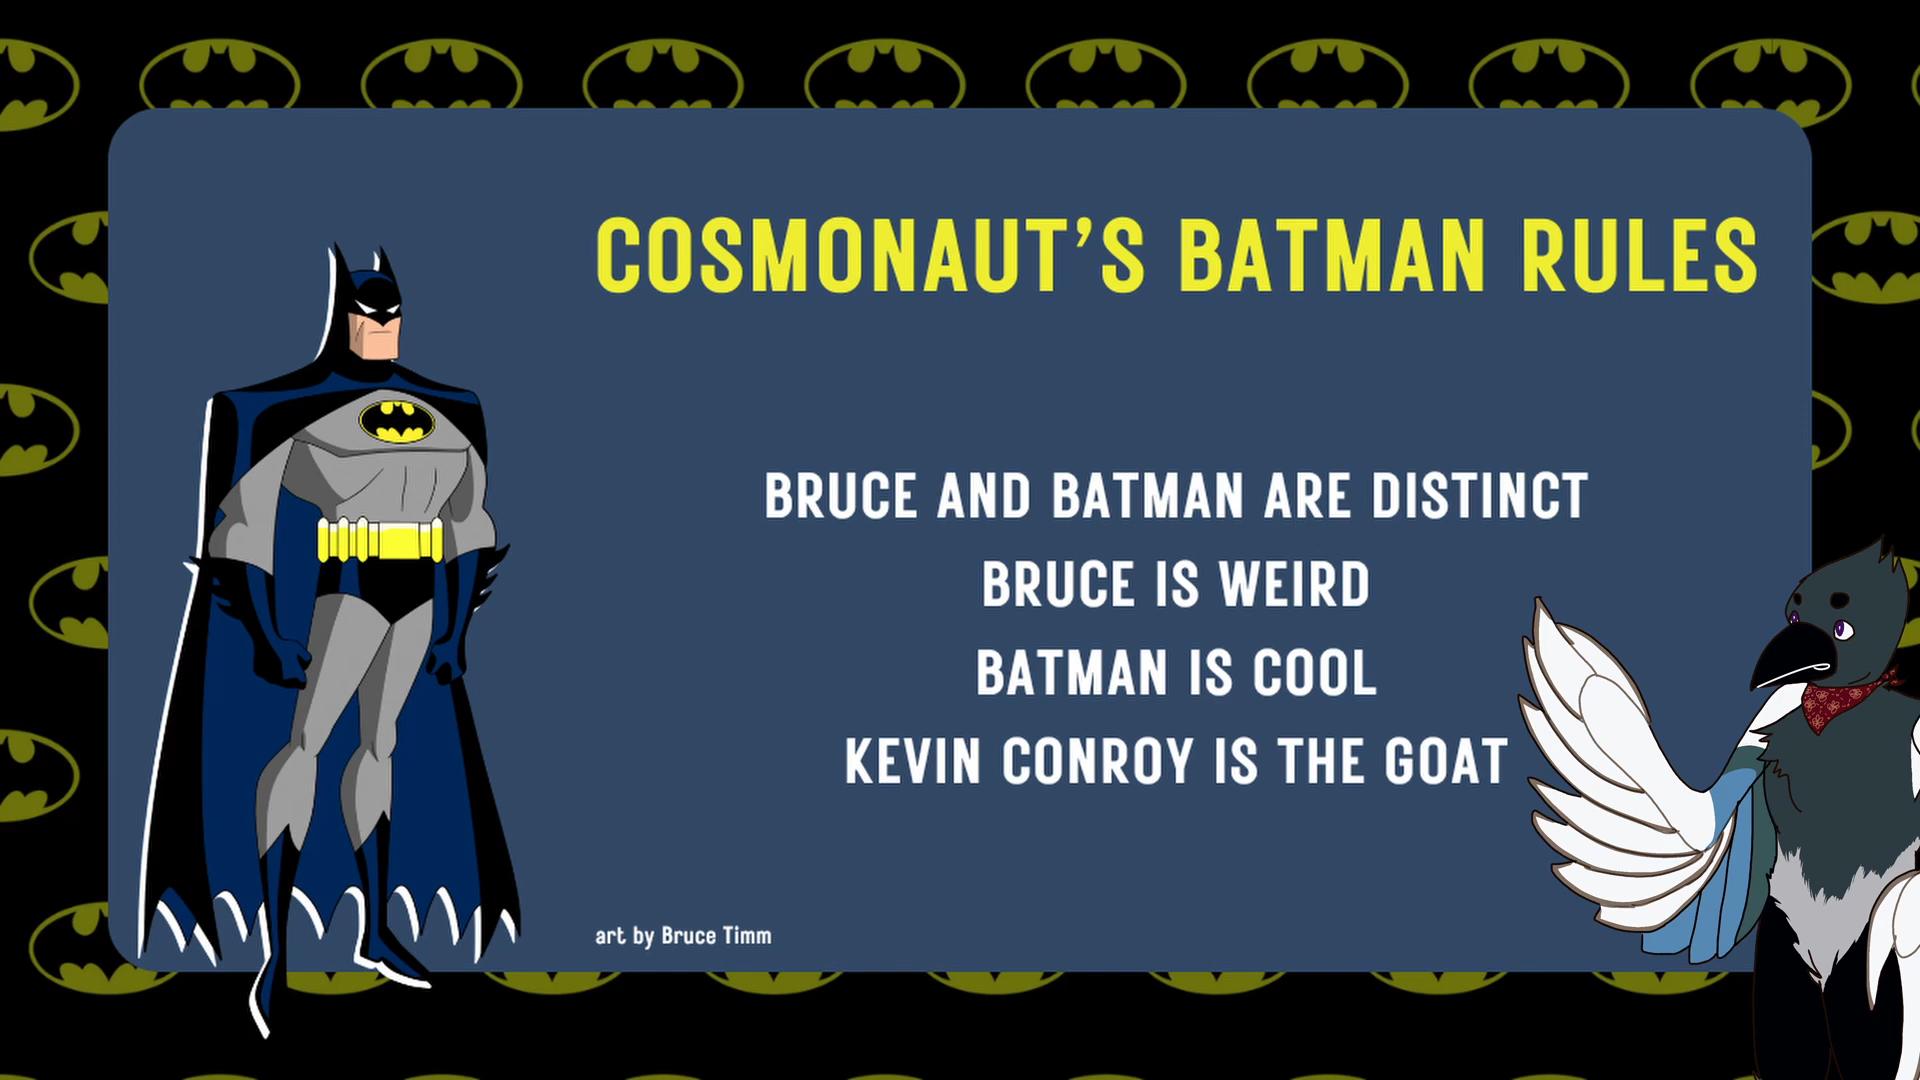 COSMONAUT'S BATMAN RULES
BRUCE AND BATMAN ARE DISTINCT
BRUCE IS WEIRD
BATMAN IS COOL
KEVIN CONROY IS THE GOAT
art by Bruce Timm